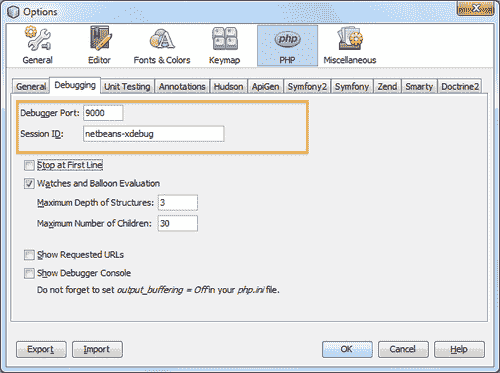 Options
General Editor Fonts & Colors Keymap php PHP Miscellaneous
General Debugging Unit Testing Annotations Hudson ApiGen Symfony2 Symfony Zend Smarty Doctrine2
Debugger Port: 9000
Session ID: netbeans-xdebug
Stop at First Line
Watches and Balloon Evaluation
Maximum Depth of Structures: 3
Maximum Number of Children: 30
Show Requested URLs
Show Debugger Console
Do not forget to set output_buffering = Off in your php.ini file.
Export Import OK Cancel Help